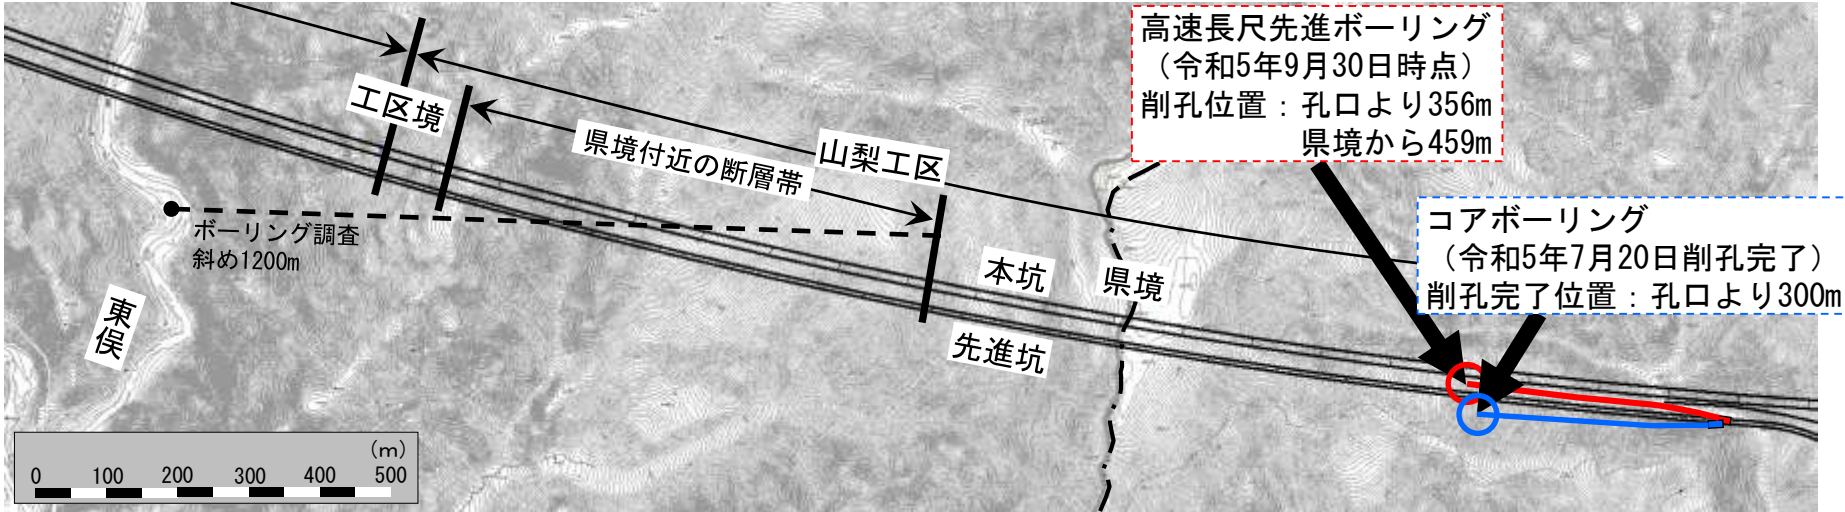 高速長尺先進ボーリング
（令和5年9月30日時点）
削孔位置：孔口より356m
県境から459m
工区境
県境付近の断層帯
山梨工区
コアボーリング
（令和5年7月20日削孔完了）
削孔完了位置：孔口より300m
ボーリング調査
斜め1200m
本坑
県境
東俣
先進坑
（m）
0 100 200 300 400 500